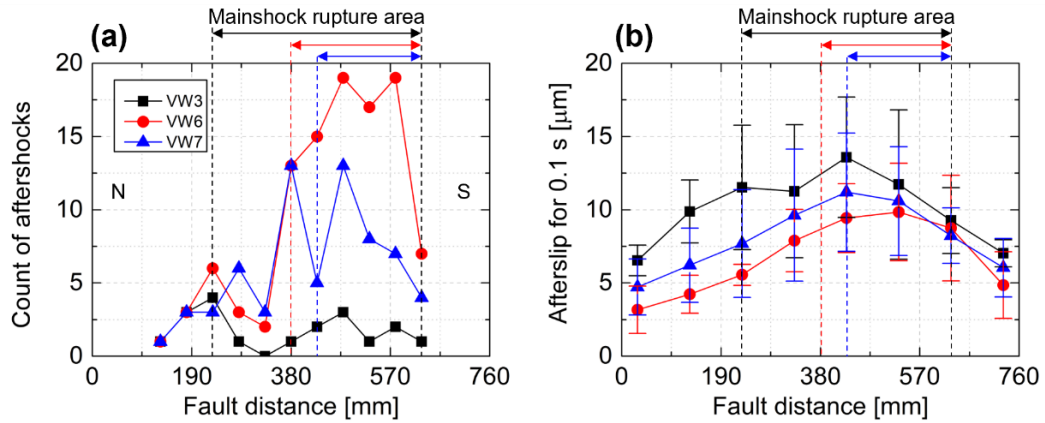 Mainshock rupture area
(a)
20
15
10
5
0
Count of aftershocks
VW3
VW6
VW7
N
S
0 190 380 570 760
Fault distance [mm]
Mainshock rupture area
(b)
20
15
10
5
0
Afterslip for 0.1 s [μm]
0 190 380 570 760
Fault distance [mm]